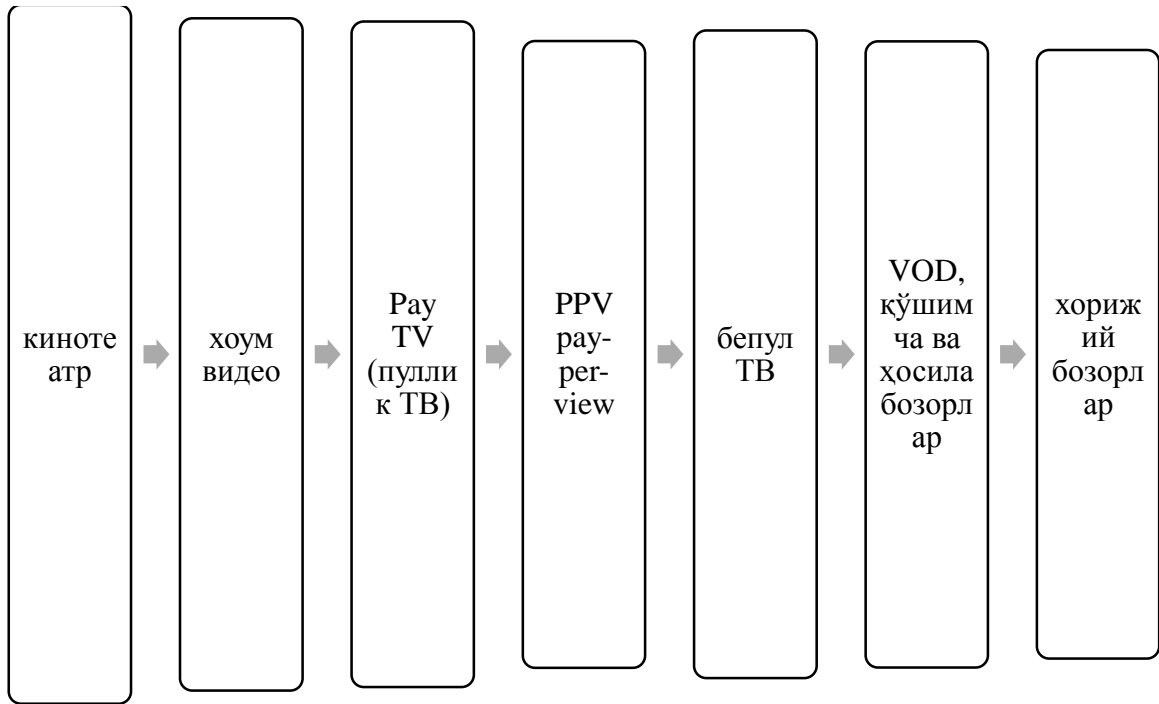 киноте
атр
хоум
видео
Pay
TV
(пулли
к ТВ)
PPV
pay-
per-
view
бепул
ТВ
VOD,
қўшим
ча ва
ҳосила
бозорл
ар
хориж
ий
бозорл
ар